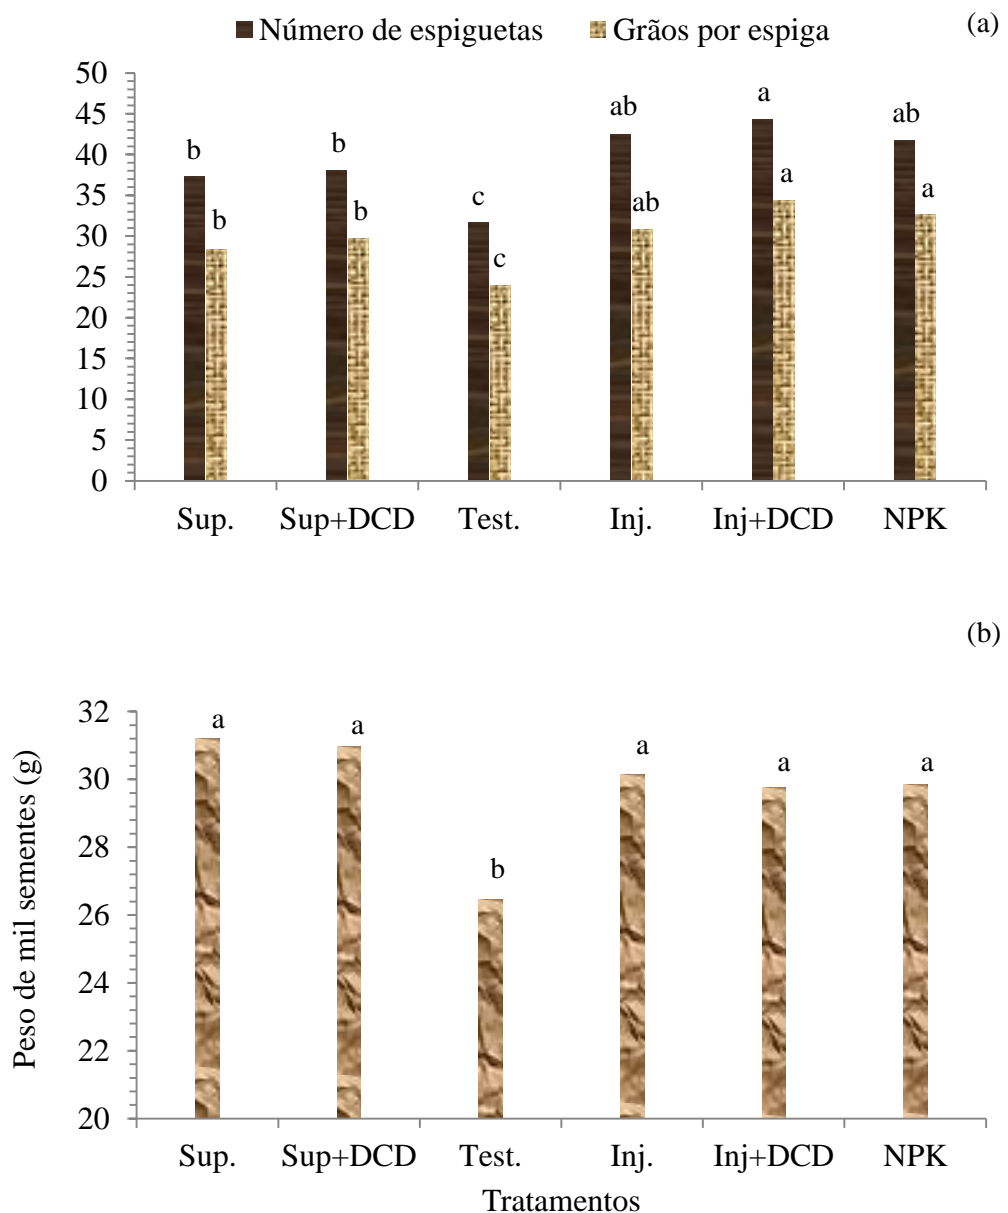 Número de espiguetas Grãos por espiga (a)
50
45
40
35
30
25
20
15
10
5
0
b b b b c c ab ab a a ab a
Sup. Sup+DCD Test. Inj. Inj+DCD NPK
(b)
Peso de mil sementes (g)
32
30
28
26
24
22
20
a a b a a a
Sup. Sup+DCD Test. Inj. Inj+DCD NPK
Tratamentos